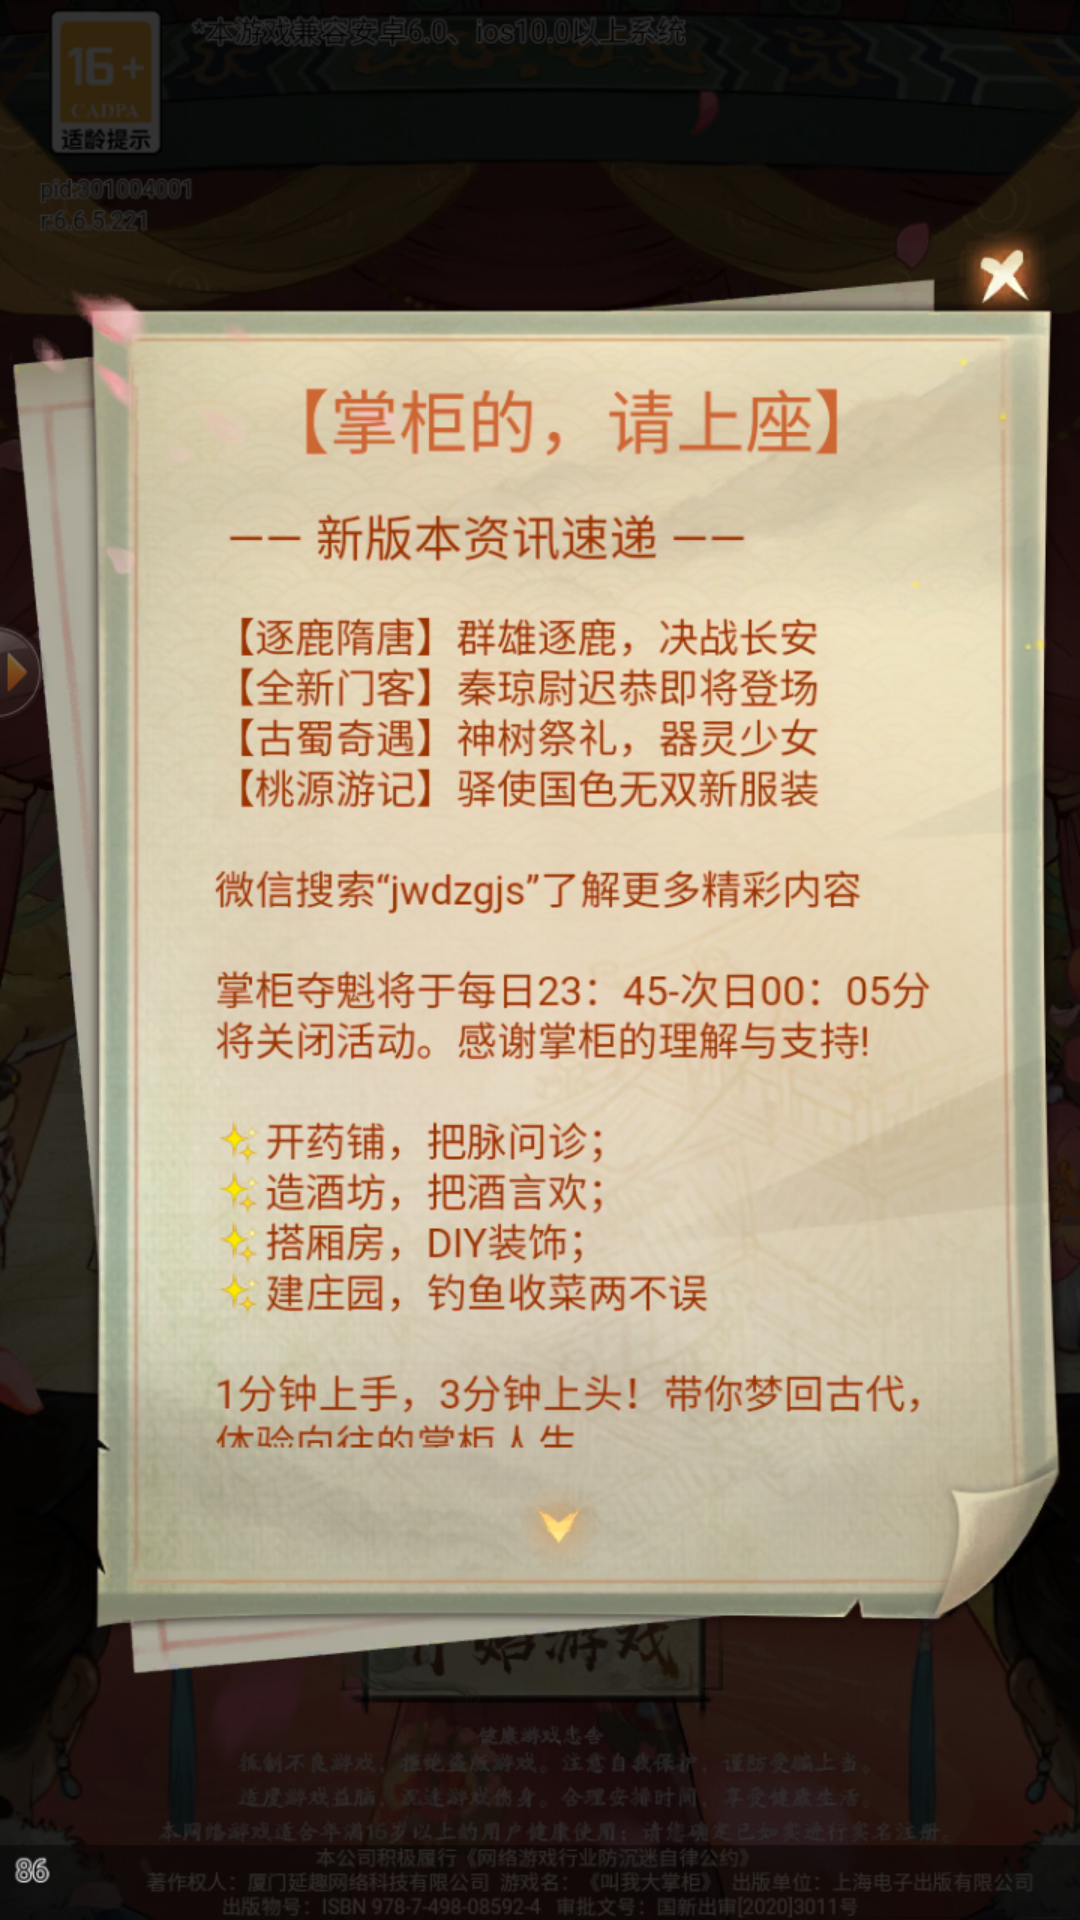 *本游戏兼容安卓6.0、ios10.0以上系统
16+
CADPA
适龄提示
pid:301004001
r:6.6.5.221
【掌柜的，请上座】
—— 新版本资讯速递 ——
【逐鹿隋唐】群雄逐鹿，决战长安
【全新门客】秦琼尉迟恭即将登场
【古蜀奇遇】神树祭礼，器灵少女
【桃源游记】驿使国色无双新服装
微信搜索“jwdzgjs”了解更多精彩内容
掌柜夺魁将于每日23：45-次日00：05分
将关闭活动。感谢掌柜的理解与支持!
✨开药铺，把脉问诊；
✨造酒坊，把酒言欢；
✨搭厢房，DIY装饰；
✨建庄园，钓鱼收菜两不误
1分钟上手，3分钟上头！带你梦回古代，
体验向往的掌柜人生
开始游戏
健康游戏忠告
抵制不良游戏，拒绝盗版游戏。注意自我保护，谨防受骗上当。
适度游戏益脑，沉迷游戏伤身。合理安排时间，享受健康生活。
本网络游戏适合年满16岁以上的用户健康使用；请您确定已如实进行实名注册。
本公司积极履行《网络游戏行业防沉迷自律公约》
著作权人：厦门延趣网络科技有限公司 游戏名：《叫我大掌柜》 出版单位：上海电子出版有限公司
出版物号：ISBN 978-7-498-08592-4 审批文号：国新出审[2020]3011号
86